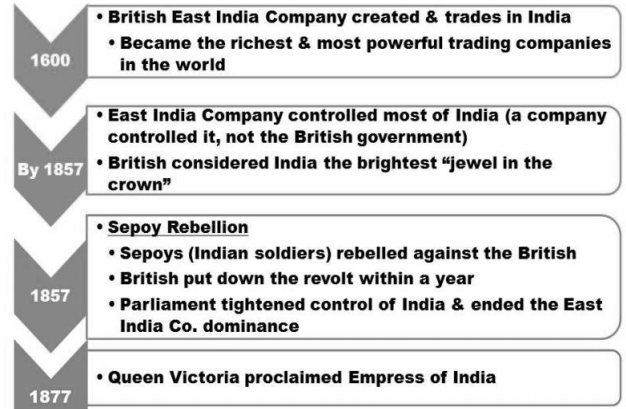 1600
• British East India Company created & trades in India
• Became the richest & most powerful trading companies
in the world
By 1857
• East India Company controlled most of India (a company
controlled it, not the British government)
• British considered India the brightest “jewel in the
crown”
1857
• Sepoy Rebellion
• Sepoys (Indian soldiers) rebelled against the British
• British put down the revolt within a year
• Parliament tightened control of India & ended the East
India Co. dominance
1877
• Queen Victoria proclaimed Empress of India